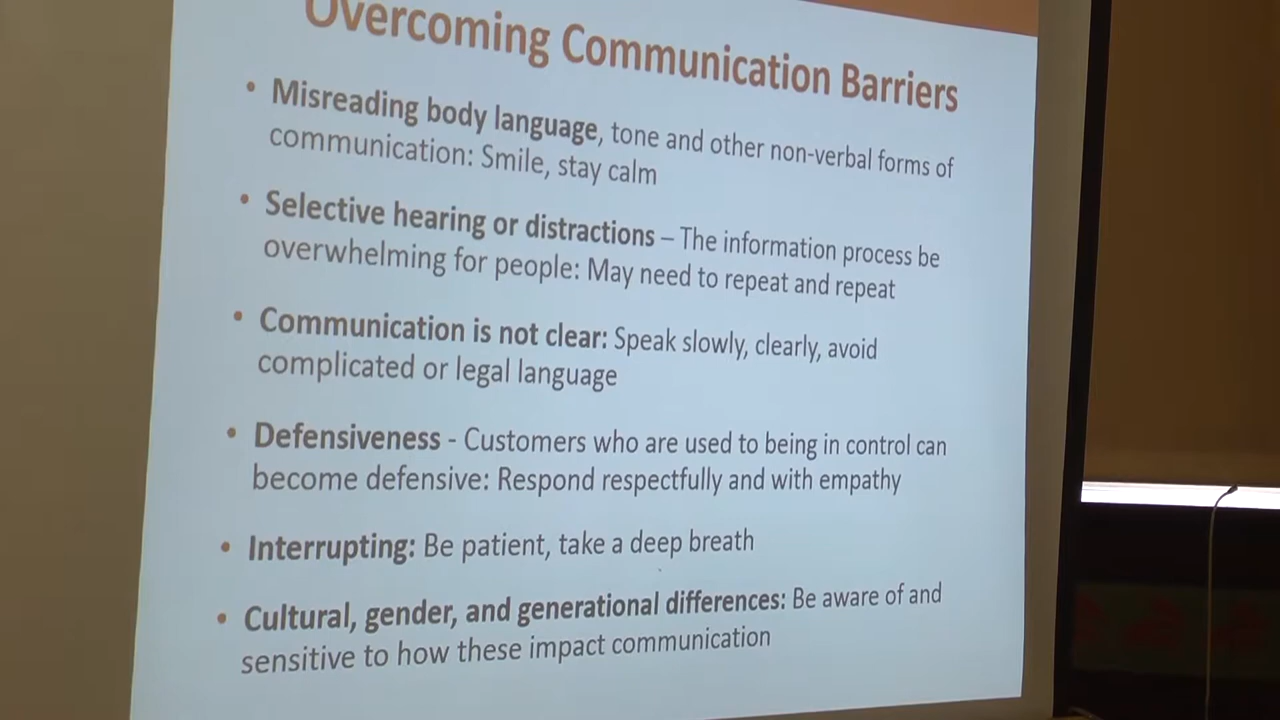 Overcoming Communication Barriers
• Misreading body language, tone and other non-verbal forms of
communication: Smile, stay calm
• Selective hearing or distractions – The information process be
overwhelming for people: May need to repeat and repeat
• Communication is not clear: Speak slowly, clearly, avoid
complicated or legal language
• Defensiveness - Customers who are used to being in control can
become defensive: Respond respectfully and with empathy
• Interrupting: Be patient, take a deep breath
• Cultural, gender, and generational differences: Be aware of and
sensitive to how these impact communication